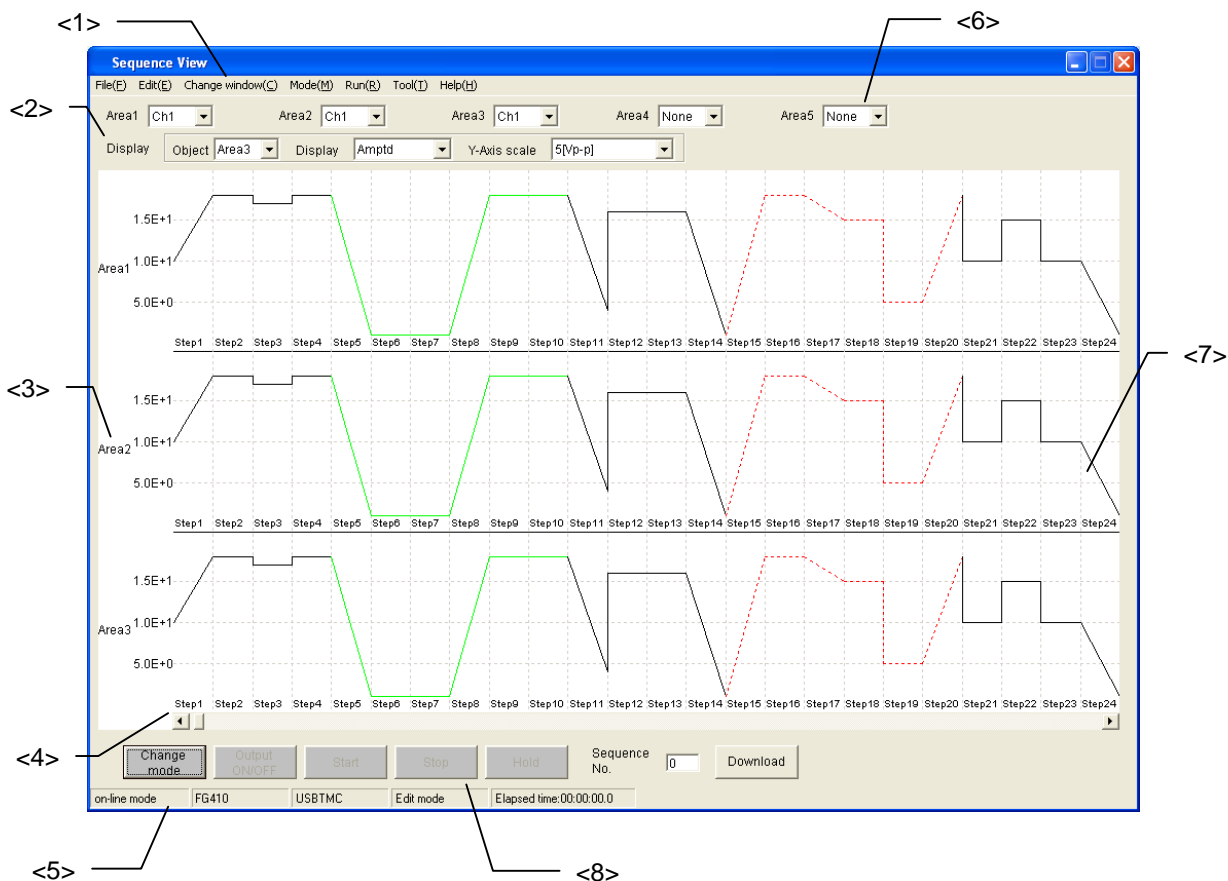 <1>
<6>
Sequence View
File(F) Edit(E) Change window(C) Mode(M) Run(R) Tool(T) Help(H)
<2>
Area1 Ch1 Area2 Ch1 Area3 Ch1 Area4 None Area5 None
Display Object Area3 Display Amptd Y-Axis scale 5[Vp-p]
1.5E+1
Area1 1.0E+1
5.0E+0
Step1 Step2 Step3 Step4 Step5 Step6 Step7 Step8 Step9 Step10 Step11 Step12 Step13 Step14 Step15 Step16 Step17 Step18 Step19 Step20 Step21 Step22 Step23 Step24
<7>
<3>
1.5E+1
Area2 1.0E+1
5.0E+0
Step1 Step2 Step3 Step4 Step5 Step6 Step7 Step8 Step9 Step10 Step11 Step12 Step13 Step14 Step15 Step16 Step17 Step18 Step19 Step20 Step21 Step22 Step23 Step24
1.5E+1
Area3 1.0E+1
5.0E+0
Step1 Step2 Step3 Step4 Step5 Step6 Step7 Step8 Step9 Step10 Step11 Step12 Step13 Step14 Step15 Step16 Step17 Step18 Step19 Step20 Step21 Step22 Step23 Step24
<4>
Change mode
Output ON/OFF
Start
Stop
Hold
Sequence No. 0
Download
on-line mode FG410 USBTMC Edit mode Elapsed time:00:00:00.0
<5>
<8>